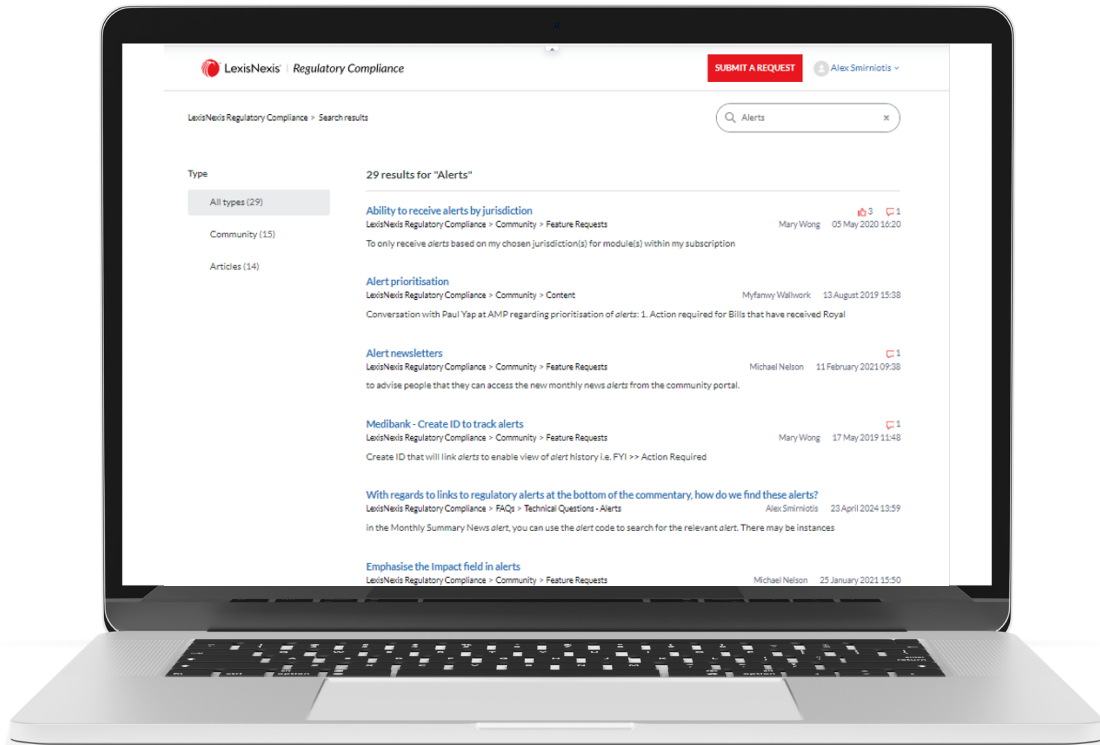 LexisNexis® | Regulatory Compliance
SUBMIT A REQUEST
Alex Smirniotis
LexisNexis Regulatory Compliance > Search results
Alerts
Type
All types (29)
Community (15)
Articles (14)
29 results for "Alerts"
Ability to receive alerts by jurisdiction
3 1
LexisNexis Regulatory Compliance > Community > Feature Requests
Mary Wong 05 May 2020 16:20
To only receive alerts based on my chosen jurisdiction(s) for module(s) within my subscription
Alert prioritisation
LexisNexis Regulatory Compliance > Community > Content
Myfanwy Wallwork 13 August 2019 15:38
Conversation with Paul Yap at AMP regarding prioritisation of alerts: 1. Action required for Bills that have received Royal
Alert newsletters
1
LexisNexis Regulatory Compliance > Community > Feature Requests
Michael Nelson 11 February 2021 09:38
to advise people that they can access the new monthly news alerts from the community portal.
Medibank - Create ID to track alerts
1
LexisNexis Regulatory Compliance > Community > Feature Requests
Mary Wong 17 May 2019 11:48
Create ID that will link alerts to enable view of alert history i.e. FYI >> Action Required
With regards to links to regulatory alerts at the bottom of the commentary, how do we find these alerts?
LexisNexis Regulatory Compliance > FAQs > Technical Questions - Alerts
Alex Smirniotis 23 April 2024 13:59
in the Monthly Summary News alert, you can use the alert code to search for the relevant alert. There may be instances
Emphasise the Impact field in alerts
LexisNexis Regulatory Compliance > Community > Feature Requests
Michael Nelson 25 January 2021 15:50